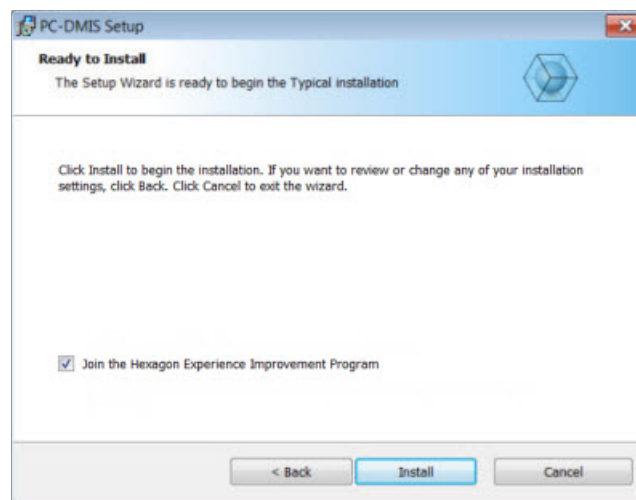 PC-DMIS Setup
Ready to Install
The Setup Wizard is ready to begin the Typical installation
Click Install to begin the installation. If you want to review or change any of your installation
settings, click Back. Click Cancel to exit the wizard.
Join the Hexagon Experience Improvement Program
< Back Install Cancel